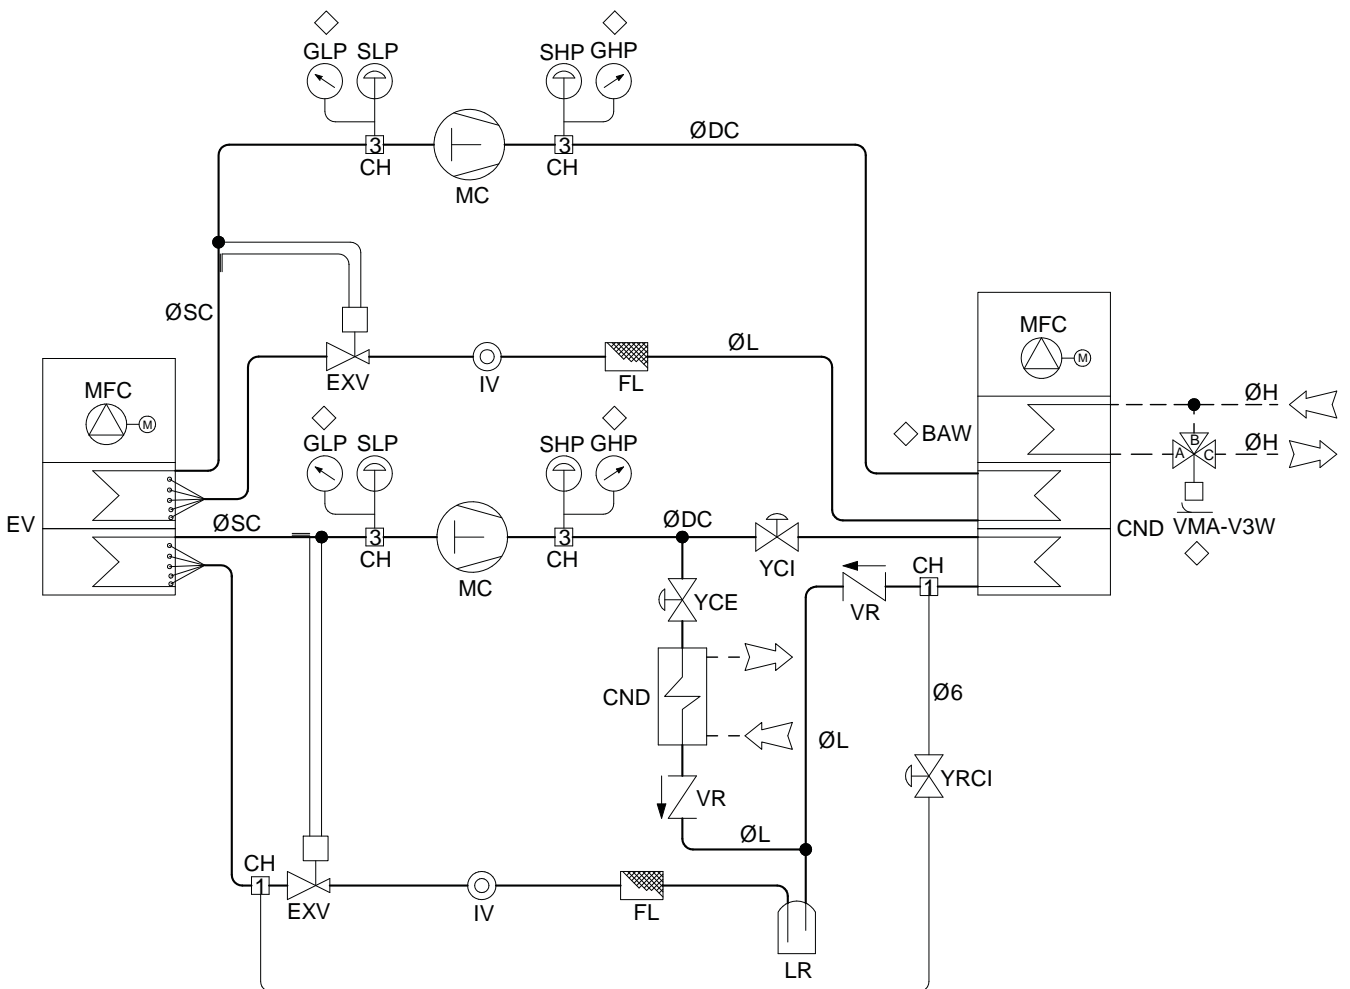 GLP SLP SHP GHP
3 3 ØDC
CH CH
MC
ØSC
MFC
ØL
EXV IV FL
MFC
M
ØH
M
GLP SLP SHP GHP
BAW
B
A C
ØH
EV
ØSC
ØDC
CND VMA-V3W
3 3
CH CH
MC
YCI
CH
1
VR
YCE
CND
Ø6
ØL
YRCI
VR
ØL
CH
1
EXV IV FL
LR